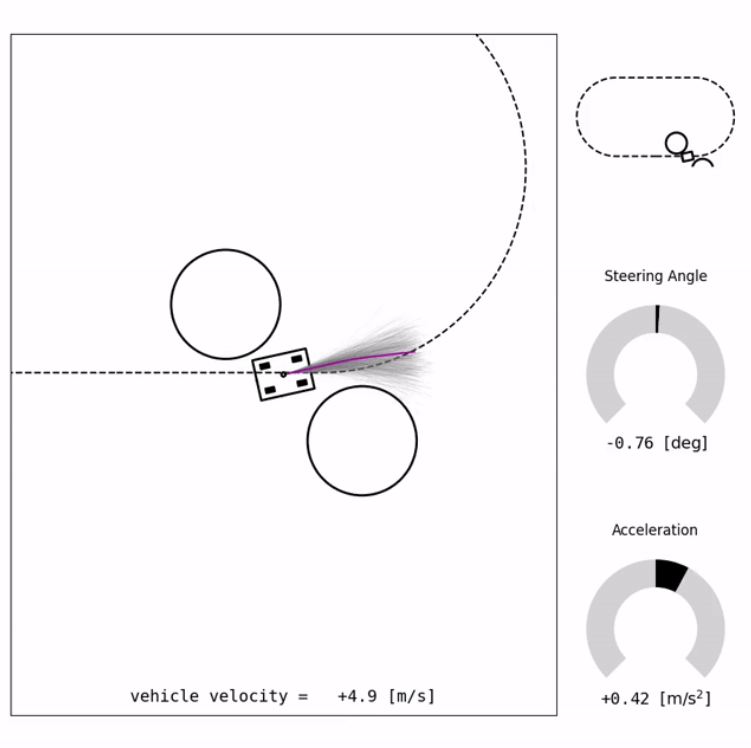 Steering Angle
-0.76 [deg]
Acceleration
+0.42 [m/s²]
vehicle velocity = +4.9 [m/s]